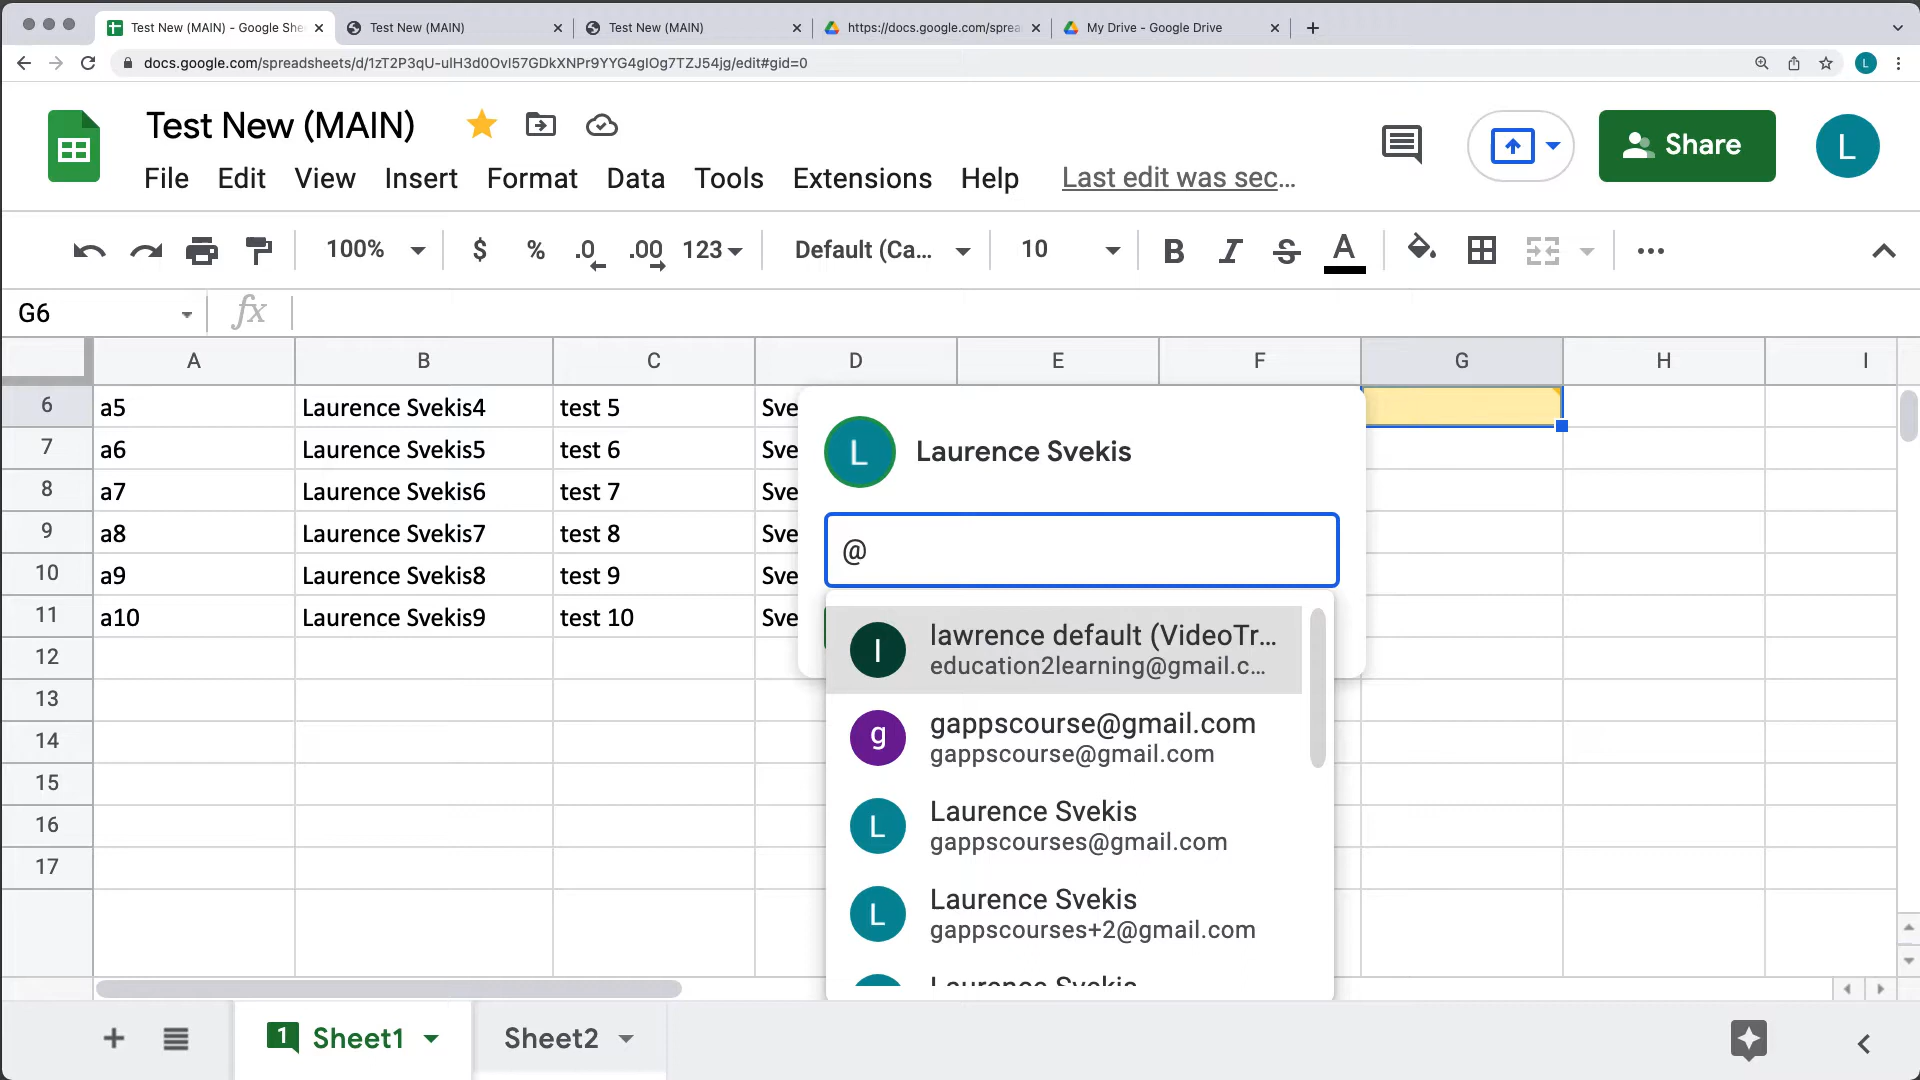 Test New (MAIN) - Google She
Test New (MAIN)
Test New (MAIN)
https://docs.google.com/sprea
My Drive - Google Drive
docs.google.com/spreadsheets/d/1zT2P3qU-ulH3d0Ovl57GDkXNPr9YYG4gIOg7TZJ54jg/edit#gid=0
L
Test New (MAIN)
Share
L
File Edit View Insert Format Data Tools Extensions Help Last edit was sec...
100% $ % .0 .00 123 Default (Ca... 10 B I S A
G6 fx
A B C D E F G H I
6 a5 Laurence Svekis4 test 5 Sve
7 a6 Laurence Svekis5 test 6 Sve
8 a7 Laurence Svekis6 test 7 Sve
9 a8 Laurence Svekis7 test 8 Sve
10 a9 Laurence Svekis8 test 9 Sve
11 a10 Laurence Svekis9 test 10 Sve
12
13
14
15
16
17
L Laurence Svekis
@
l lawrence default (VideoTr...
education2learning@gmail.c...
g gappscourse@gmail.com
gappscourse@gmail.com
L Laurence Svekis
gappscourses@gmail.com
L Laurence Svekis
gappscourses+2@gmail.com
Laurence Svekis
1 Sheet1 Sheet2